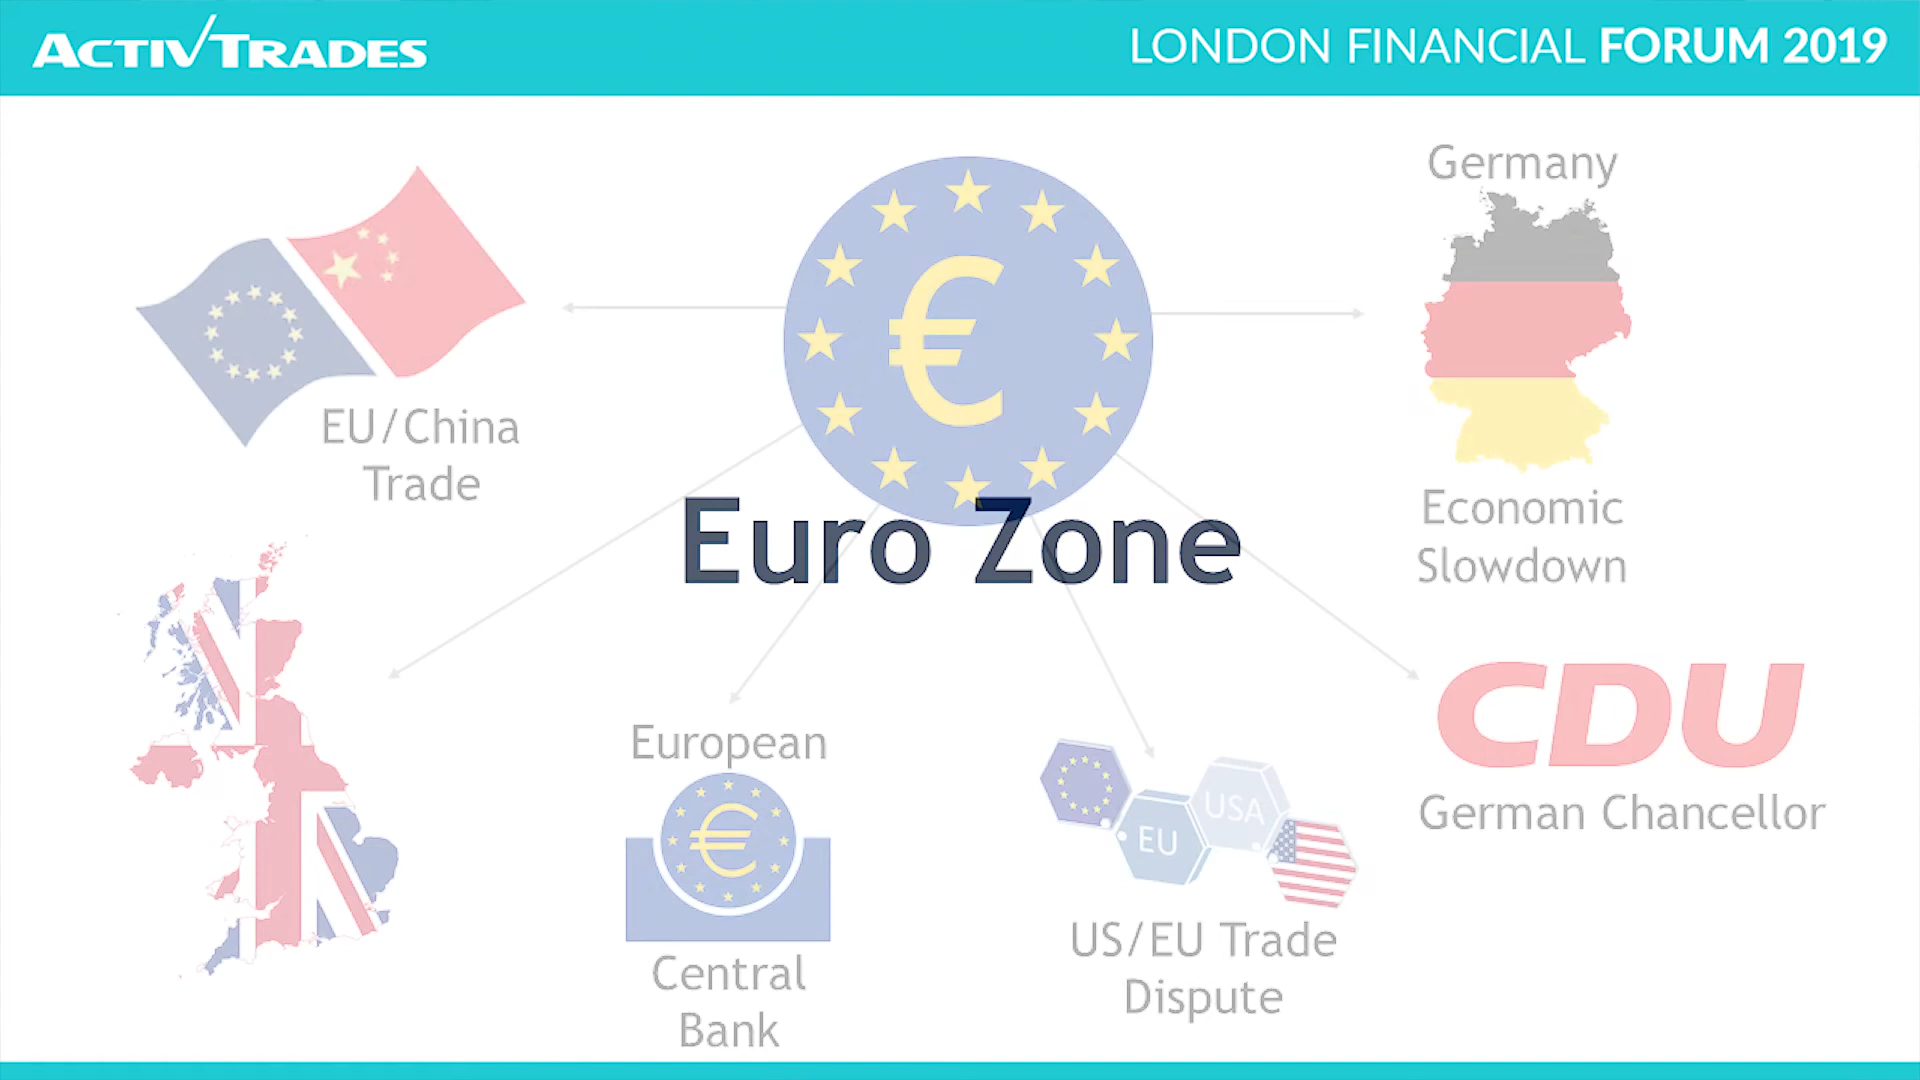 ACTIVTRADES
LONDON FINANCIAL FORUM 2019
EU/China
Trade
€
Euro Zone
Germany
Economic
Slowdown
European
€
Central
Bank
EU
USA
US/EU Trade
Dispute
CDU
German Chancellor